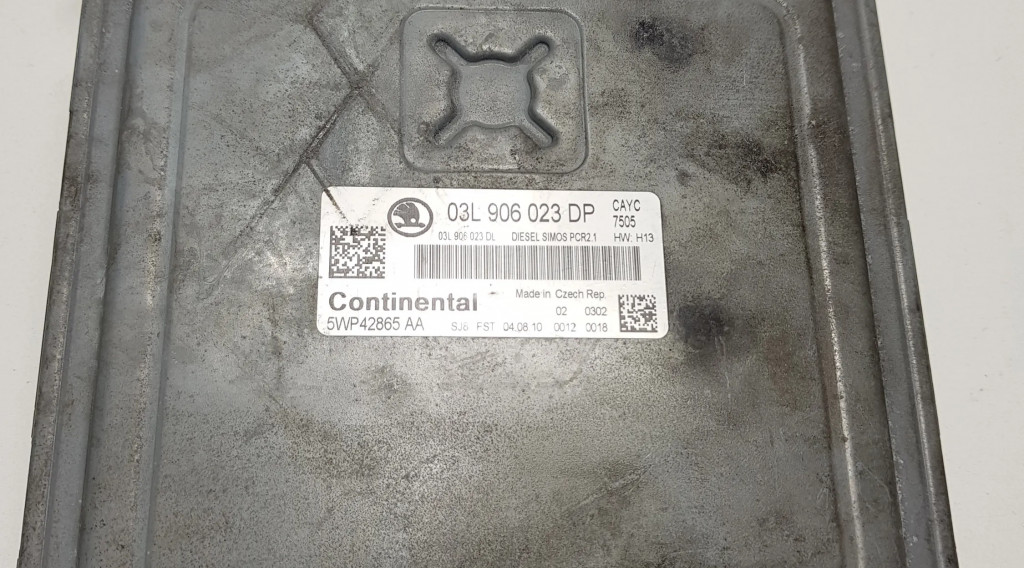 03L 906 023 DP CAYC
7505
03L 906 023 DL DIESEL SIMOS PCR2.1 HW: H13
Continental Made in Czech Rep.
02 0302
5WP42865 AA SJ6 FST 04.08.10 0012 0018